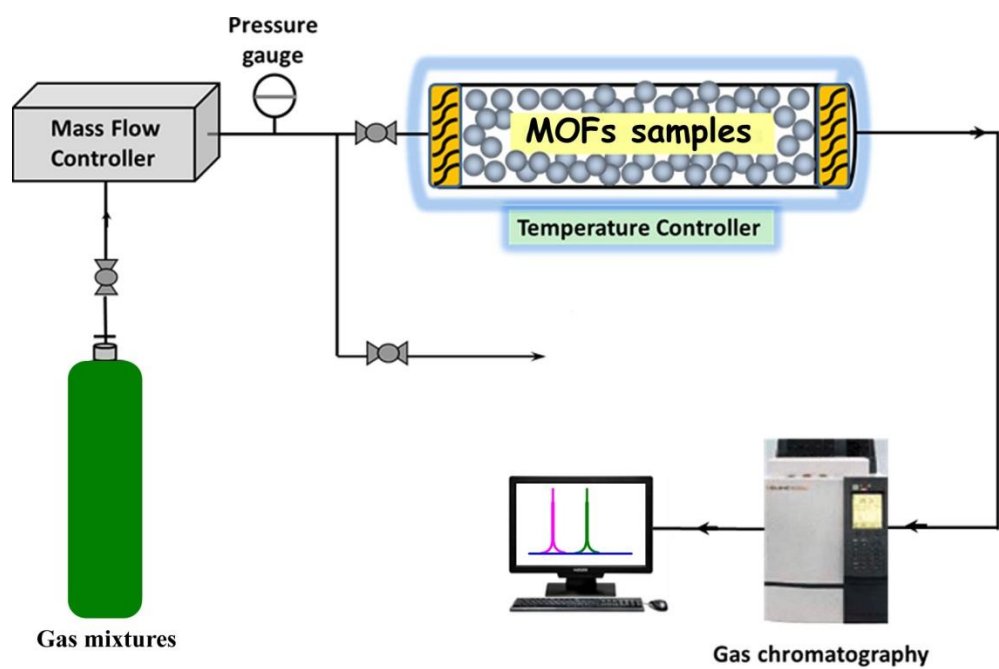 Pressure
gauge
Mass Flow
Controller
MOFs samples
Temperature Controller
Gas mixtures
Gas chromatography